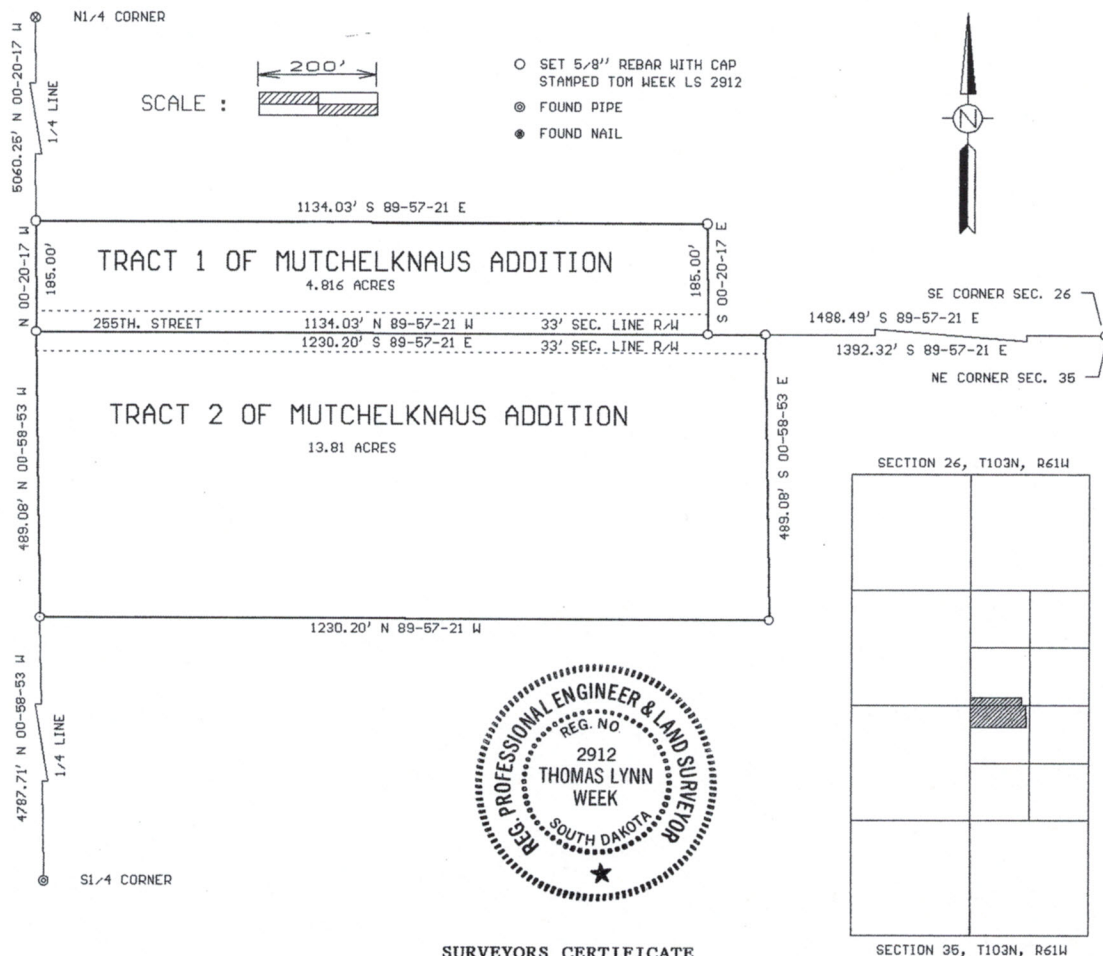 N1/4 CORNER
5060.25' N 00-20-17 W
1/4 LINE
SCALE :
200'
SET 5/8" REBAR WITH CAP
STAMPED TOM WEEK LS 2912
FOUND PIPE
FOUND NAIL
N
1134.03' S 89-57-21 E
N 00-20-17 W
185.00'
TRACT 1 OF MUTCHELKNAUS ADDITION
4.816 ACRES
185.00'
S 00-20-17 E
255TH. STREET 1134.03' N 89-57-21 W 33' SEC. LINE R/W
1230.20' S 89-57-21 E 33' SEC. LINE R/W
SE CORNER SEC. 26
1488.49' S 89-57-21 E
1392.32' S 89-57-21 E
NE CORNER SEC. 35
489.08' N 00-58-53 W
TRACT 2 OF MUTCHELKNAUS ADDITION
13.81 ACRES
489.08' S 00-58-53 E
1230.20' N 89-57-21 W
4787.71' N 00-58-53 W
1/4 LINE
S1/4 CORNER
REG. PROFESSIONAL ENGINEER & LAND SURVEYOR
REG. NO.
2912
THOMAS LYNN
WEEK
SOUTH DAKOTA
SECTION 26, T103N, R61W
SECTION 35, T103N, R61W
SURVEYORS CERTIFICATE